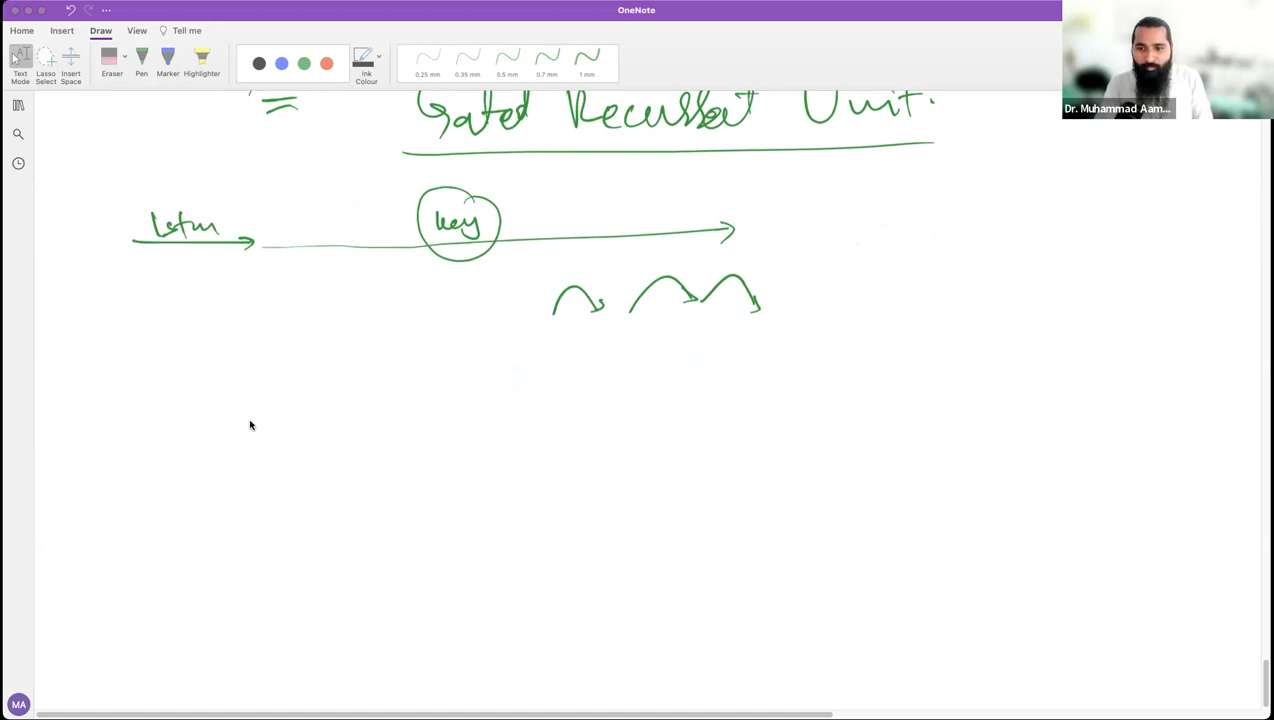 OneNote
Home Insert Draw View Tell me
Text Mode
Lasso Select
Insert Space
Eraser
Pen
Marker
Highlighter
Ink Colour
0.25 mm
0.35 mm
0.5 mm
0.7 mm
1 mm
Dr. Muhammad Aam...
Gated Recurrent Unit.
Lstm
key
MA